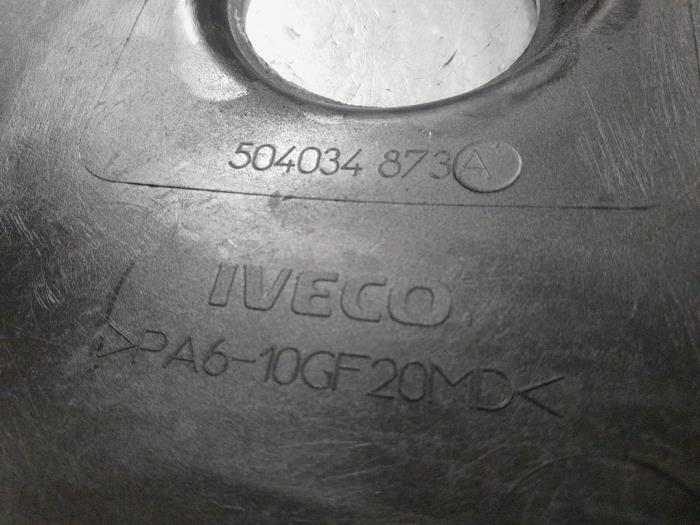 504034 873 A
IVECO
>PA6-10GF20MD<